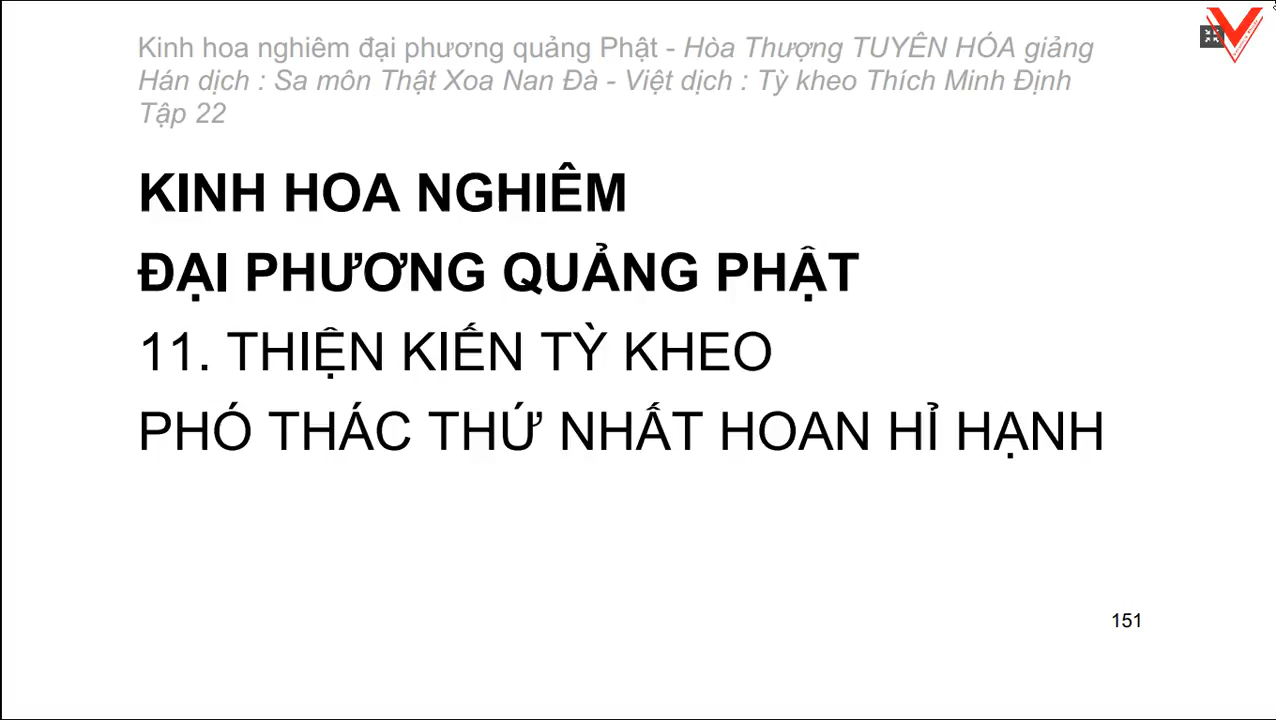 Kinh hoa nghiêm đại phương quảng Phật - Hòa Thượng TUYÊN HÓA giảng
Hán dịch : Sa môn Thật Xoa Nan Đà - Việt dịch : Tỳ kheo Thích Minh Định
Tập 22
KINH HOA NGHIÊM
ĐẠI PHƯƠNG QUẢNG PHẬT
11. THIỆN KIẾN TỲ KHEO
PHÓ THÁC THỨ NHẤT HOAN HỈ HẠNH
151